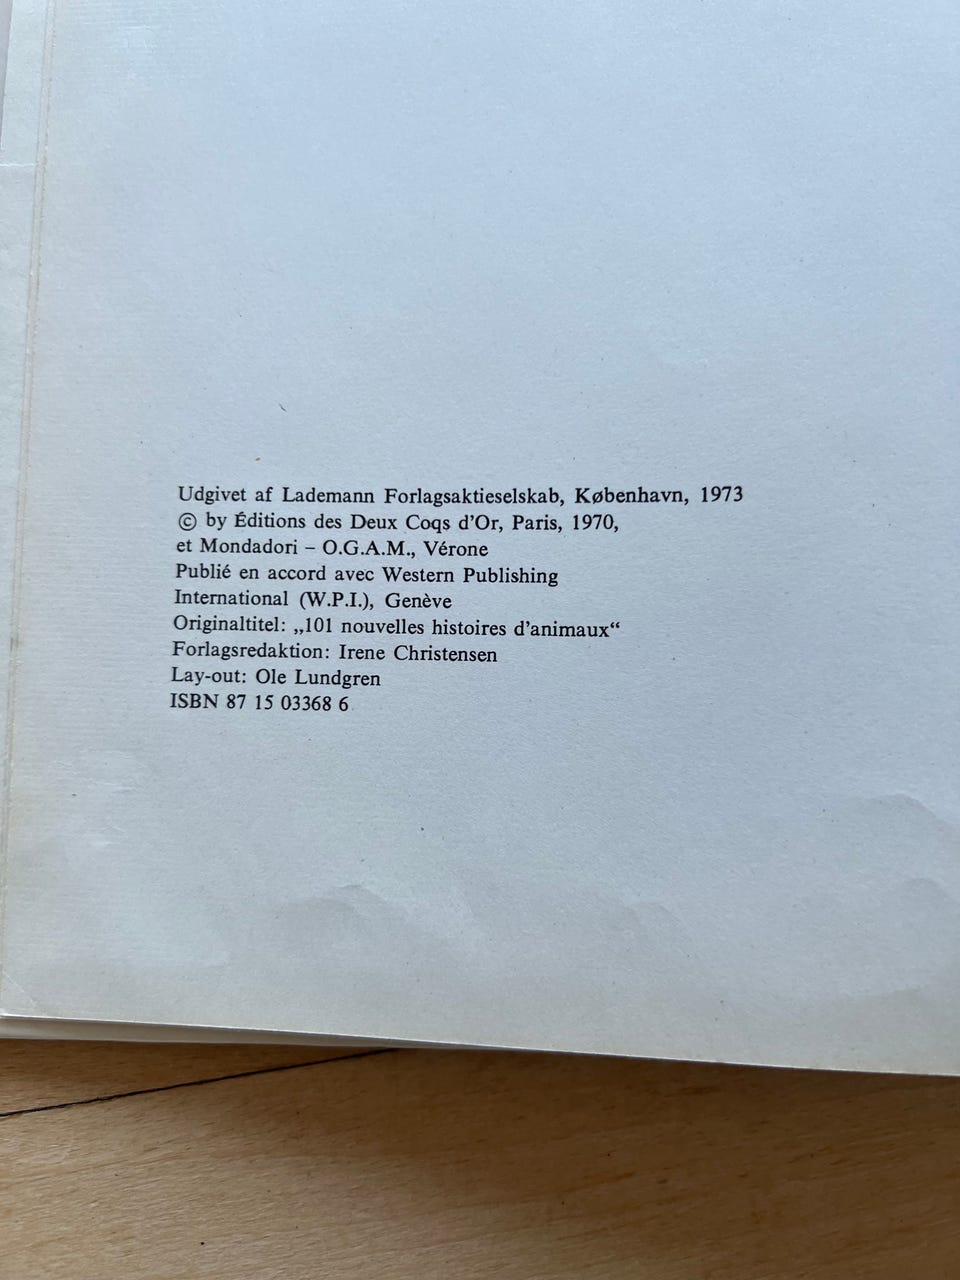 Udgivet af Lademann Forlagsaktieselskab, København, 1973
© by Éditions des Deux Coqs d'Or, Paris, 1970,
et Mondadori – O.G.A.M., Vérone
Publié en accord avec Western Publishing
International (W.P.I.), Genève
Originaltitel: „101 nouvelles histoires d'animaux“
Forlagsredaktion: Irene Christensen
Lay-out: Ole Lundgren
ISBN 87 15 03368 6